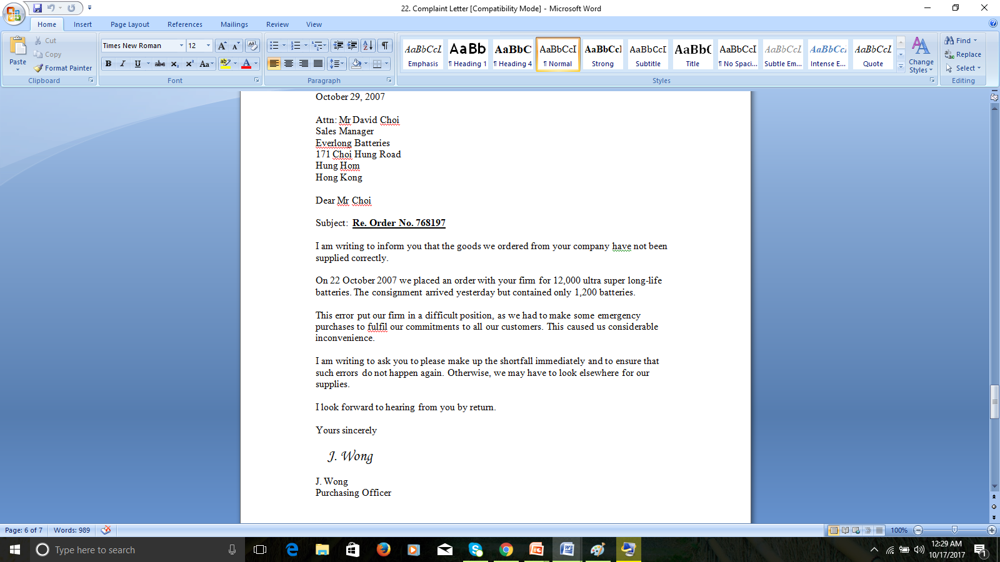 22. Complaint Letter [Compatibility Mode] - Microsoft Word
Home Insert Page Layout References Mailings Review View
Paste
Cut
Copy
Format Painter
Clipboard
Times New Roman 12
B I U abc x₂ x² Aa
Font
Paragraph
AaBbCcI AaBb AaBbC AaBbCcI AaBbCcI AaBbCcI AaBb( AaBbCcI AaBbCcI AaBbCcI AaBbCcI
Emphasis ¶ Heading 1 ¶ Heading 4 ¶ Normal Strong Subtitle Title ¶ No Spaci... Subtle Em... Intense E... Quote
Change
Styles
Styles
Find
Replace
Select
Editing
October 29, 2007
Attn: Mr David Choi
Sales Manager
Everlong Batteries
171 Choi Hung Road
Hung Hom
Hong Kong
Dear Mr Choi
Subject: Re. Order No. 768197
I am writing to inform you that the goods we ordered from your company have not been
supplied correctly.
On 22 October 2007 we placed an order with your firm for 12,000 ultra super long-life
batteries. The consignment arrived yesterday but contained only 1,200 batteries.
This error put our firm in a difficult position, as we had to make some emergency
purchases to fulfil our commitments to all our customers. This caused us considerable
inconvenience.
I am writing to ask you to please make up the shortfall immediately and to ensure that
such errors do not happen again. Otherwise, we may have to look elsewhere for our
supplies.
I look forward to hearing from you by return.
Yours sincerely
J. Wong
J. Wong
Purchasing Officer
Page: 6 of 7 Words: 989 100%
Type here to search
12:29 AM
10/17/2017
1